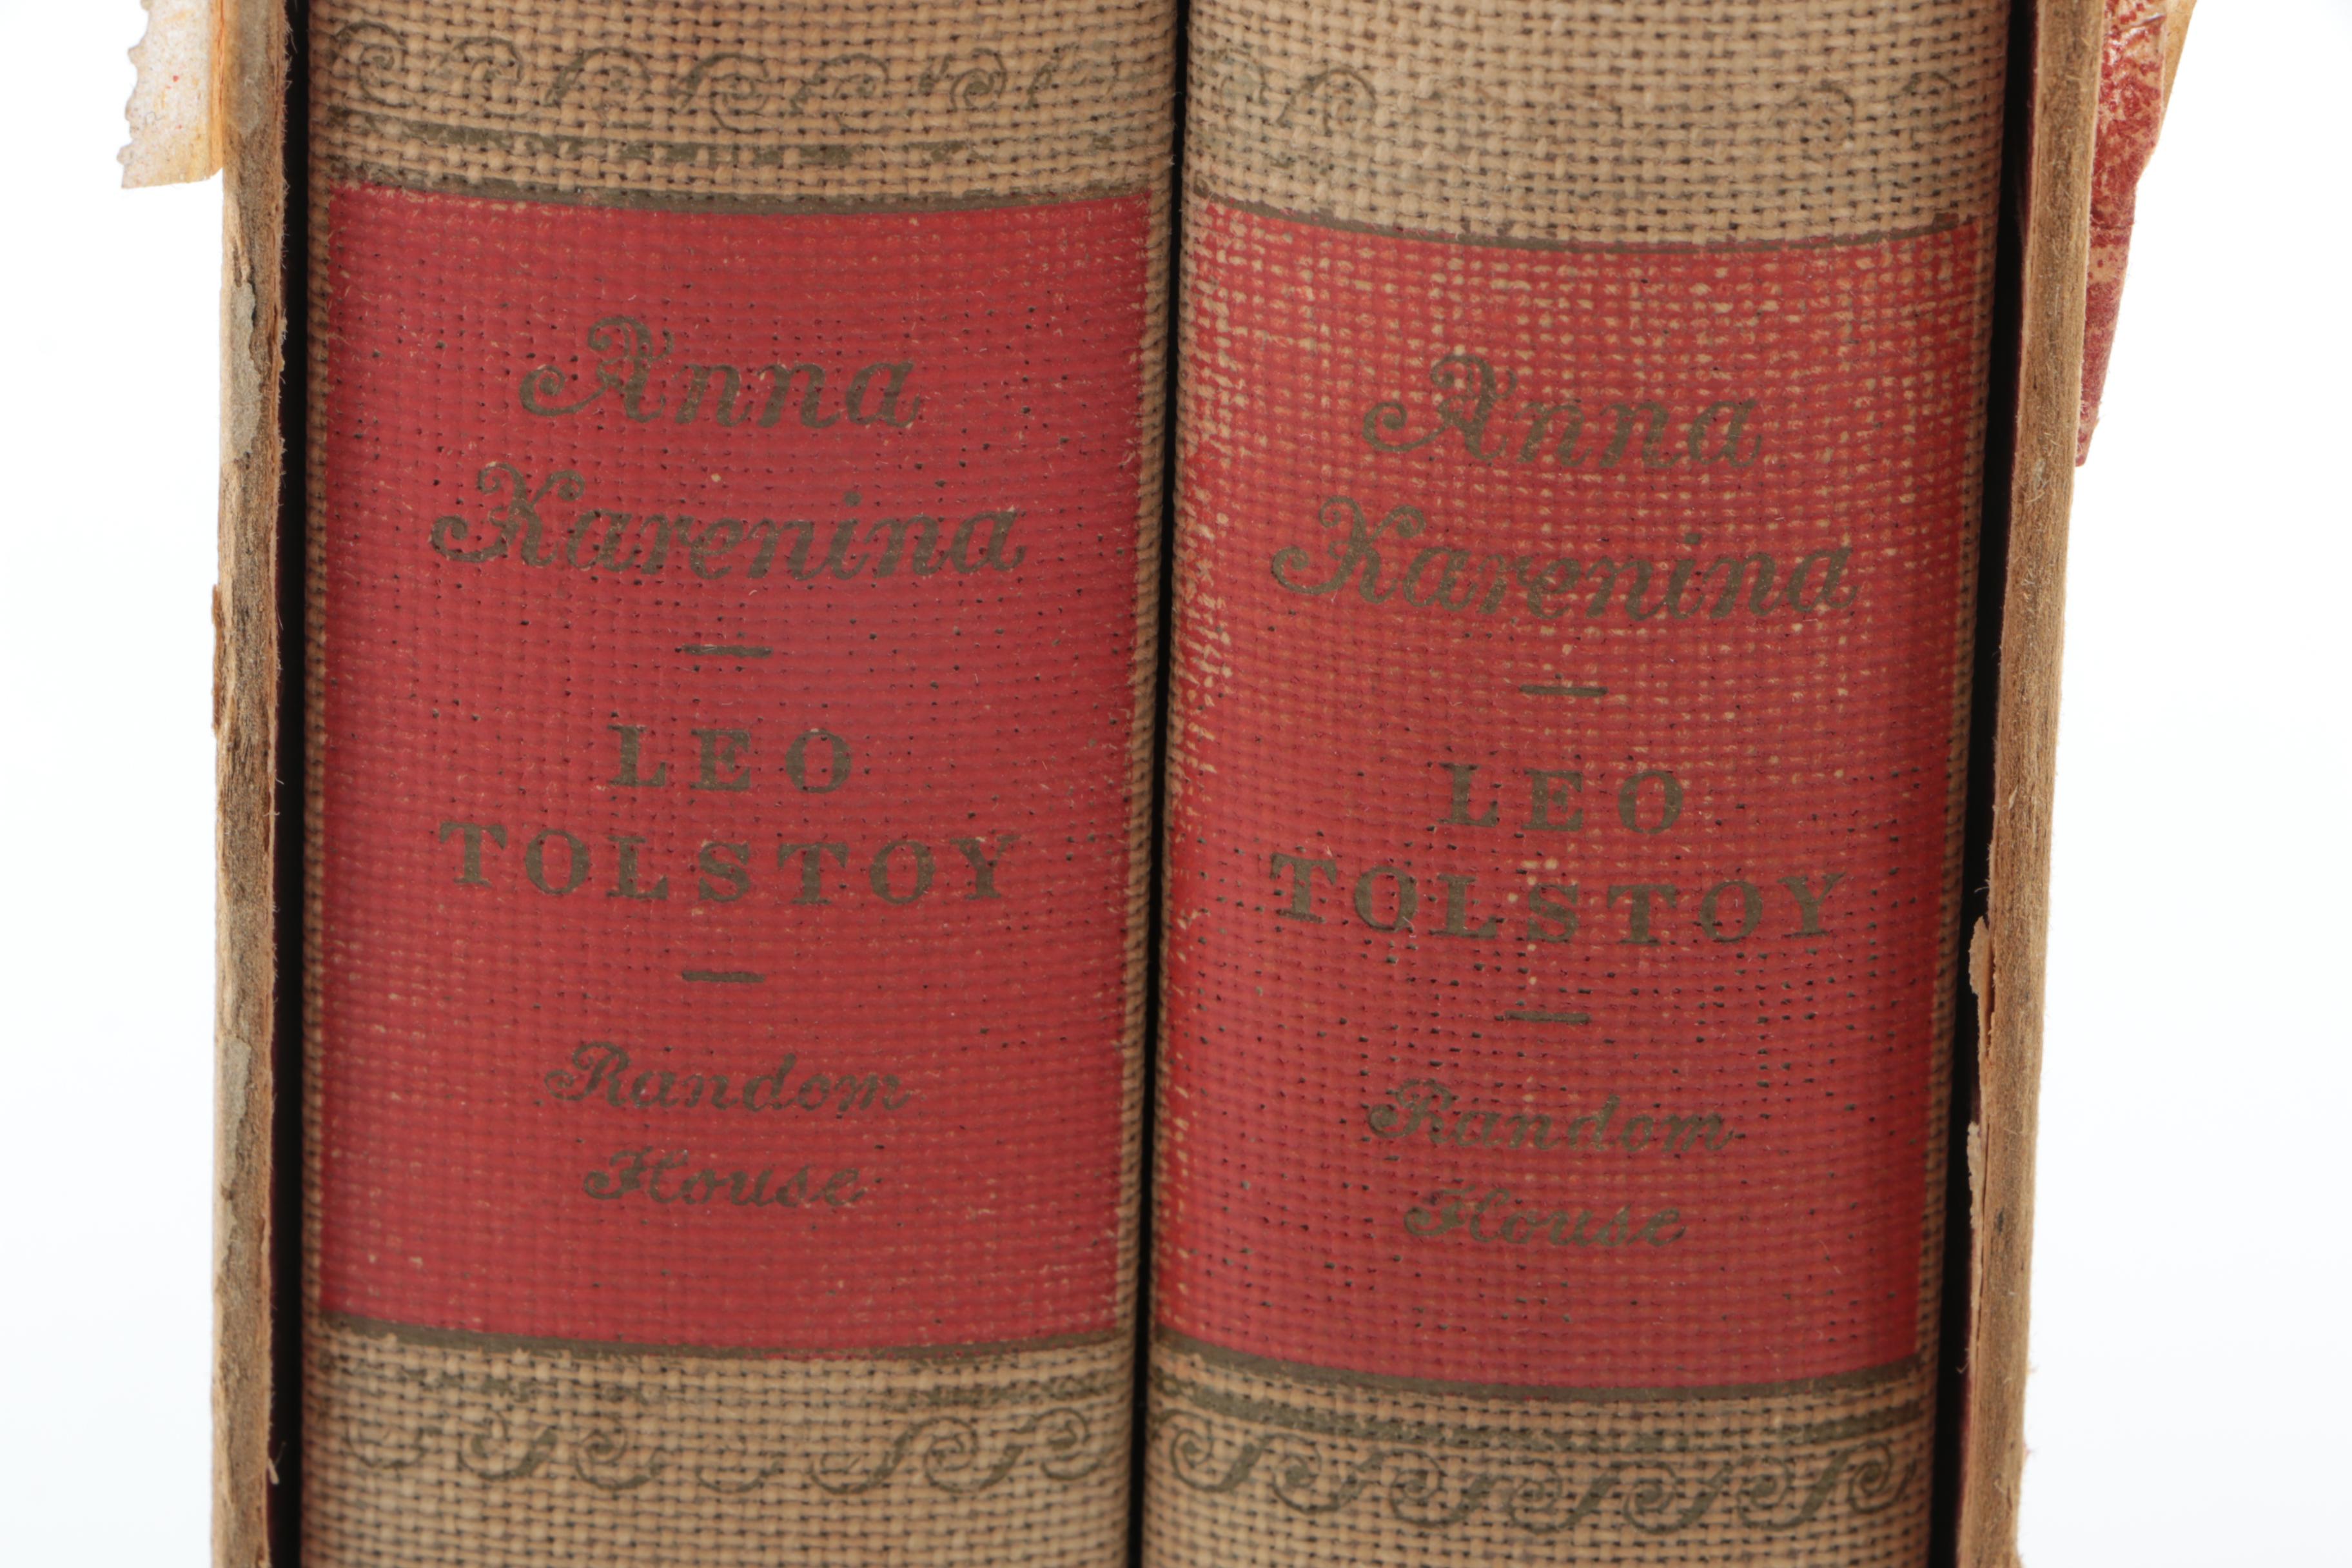 Anna
Karenina
LEO
TOLSTOY
Random
House
Anna
Karenina
LEO
TOLSTOY
Random
House